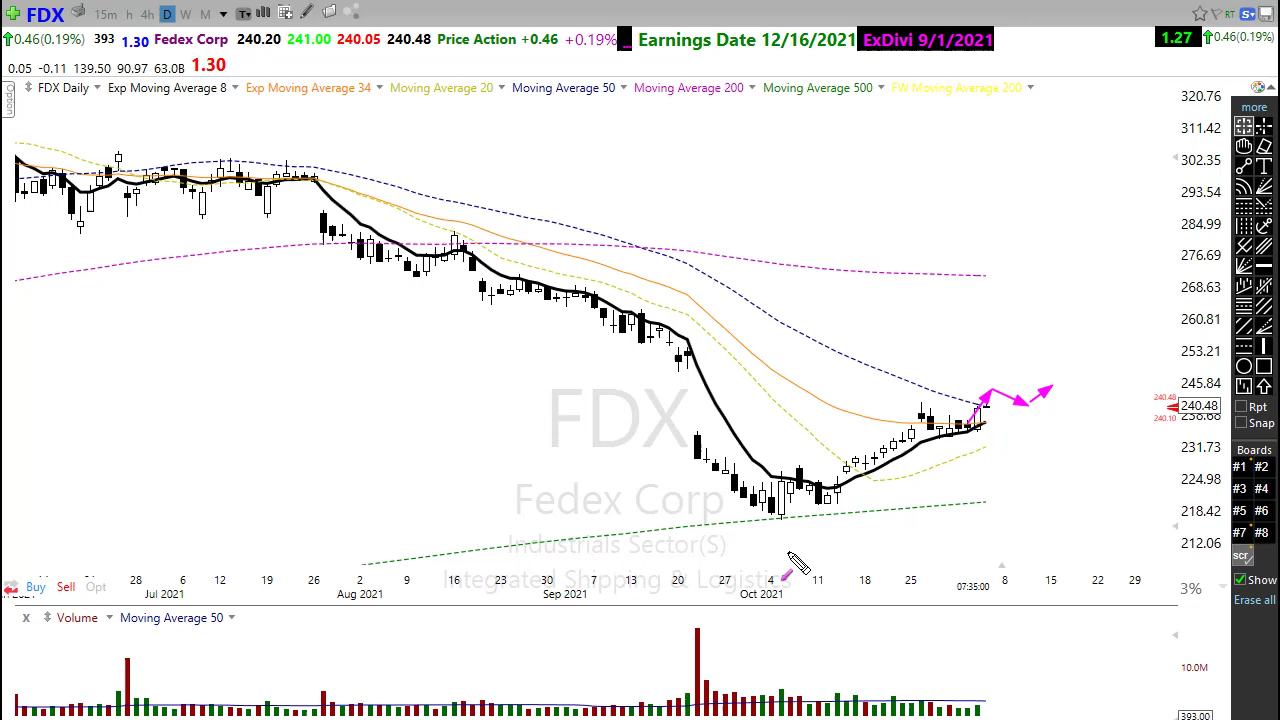 FDX 15m h 4h D W M T RT S
0.46(0.19%) 393 1.30 Fedex Corp 240.20 241.00 240.05 240.48 Price Action +0.46 +0.19% ... Earnings Date 12/16/2021 ExDivi 9/1/2021 1.27 0.46(0.19%)
0.05 -0.11 139.50 90.97 63.0B 1.30
Option
FDX Daily Exp Moving Average 8 Exp Moving Average 34 Moving Average 20 Moving Average 50 Moving Average 200 Moving Average 500 FW Moving Average 200
320.76
311.42
302.35
293.54
284.99
276.69
268.63
260.81
253.21
245.84
240.48
240.48
238.68
240.10
231.73
224.98
218.42
212.06
more
Rpt
Snap
Boards
#1 #2
#3 #4
#5 #6
#7 #8
scr
Show
Erase all
FDX
Fedex Corp
Industrials Sector(S)
Integrated Shipping & Logistics
Buy Sell Opt
28 6 12 19 26 2 9 16 23 30 7 13 20 27 4 11 18 25 07:35:00 8 15 22 29
Jul 2021 Aug 2021 Sep 2021 Oct 2021
3%
x Volume Moving Average 50
10.0M
393.00